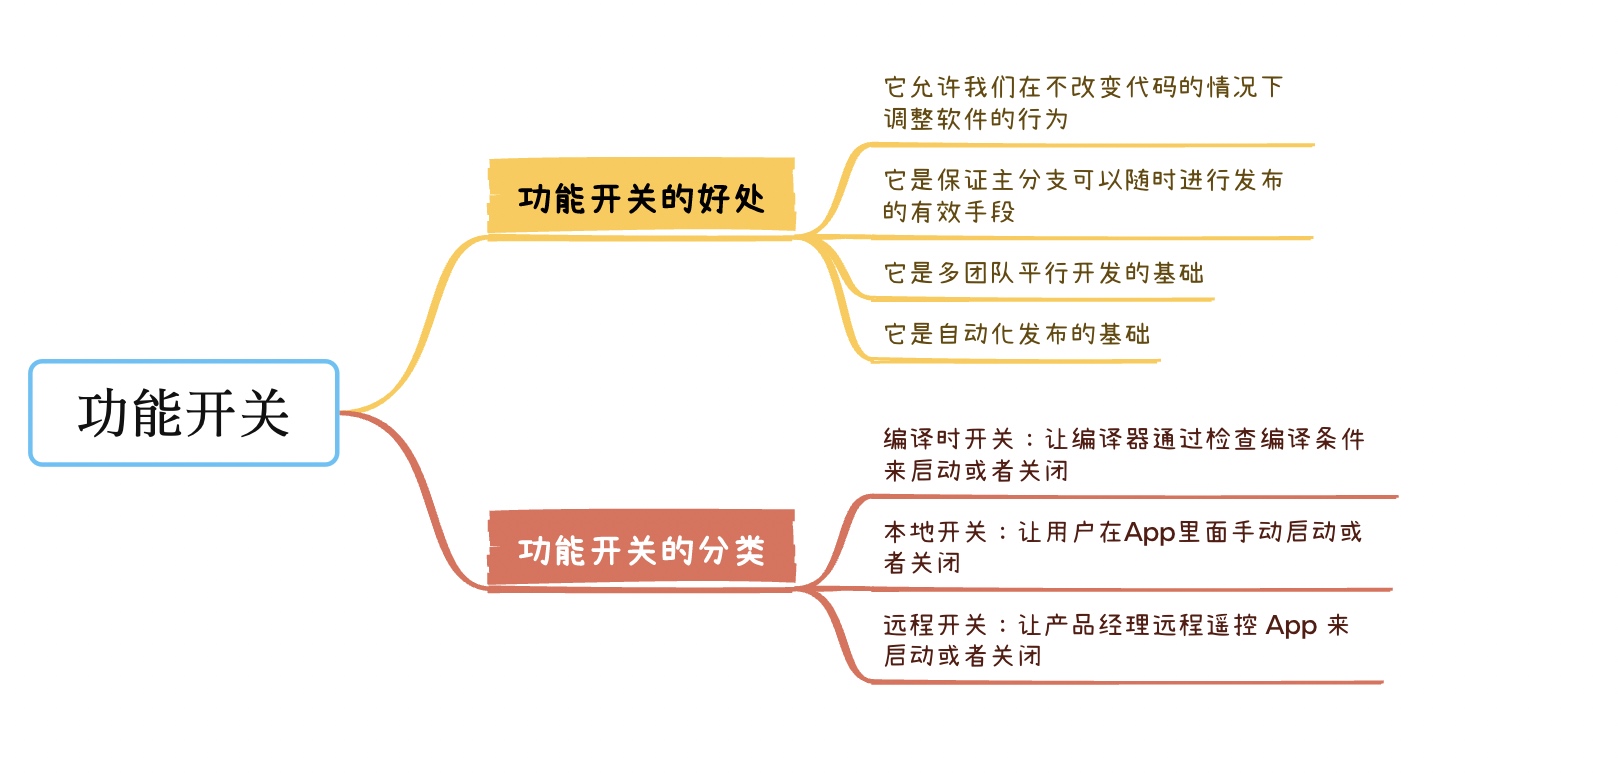 功能开关
功能开关的好处
它允许我们在不改变代码的情况下
调整软件的行为
它是保证主分支可以随时进行发布
的有效手段
它是多团队平行开发的基础
它是自动化发布的基础
功能开关的分类
编译时开关：让编译器通过检查编译条件
来启动或者关闭
本地开关：让用户在App里面手动启动或
者关闭
远程开关：让产品经理远程遥控 App 来
启动或者关闭